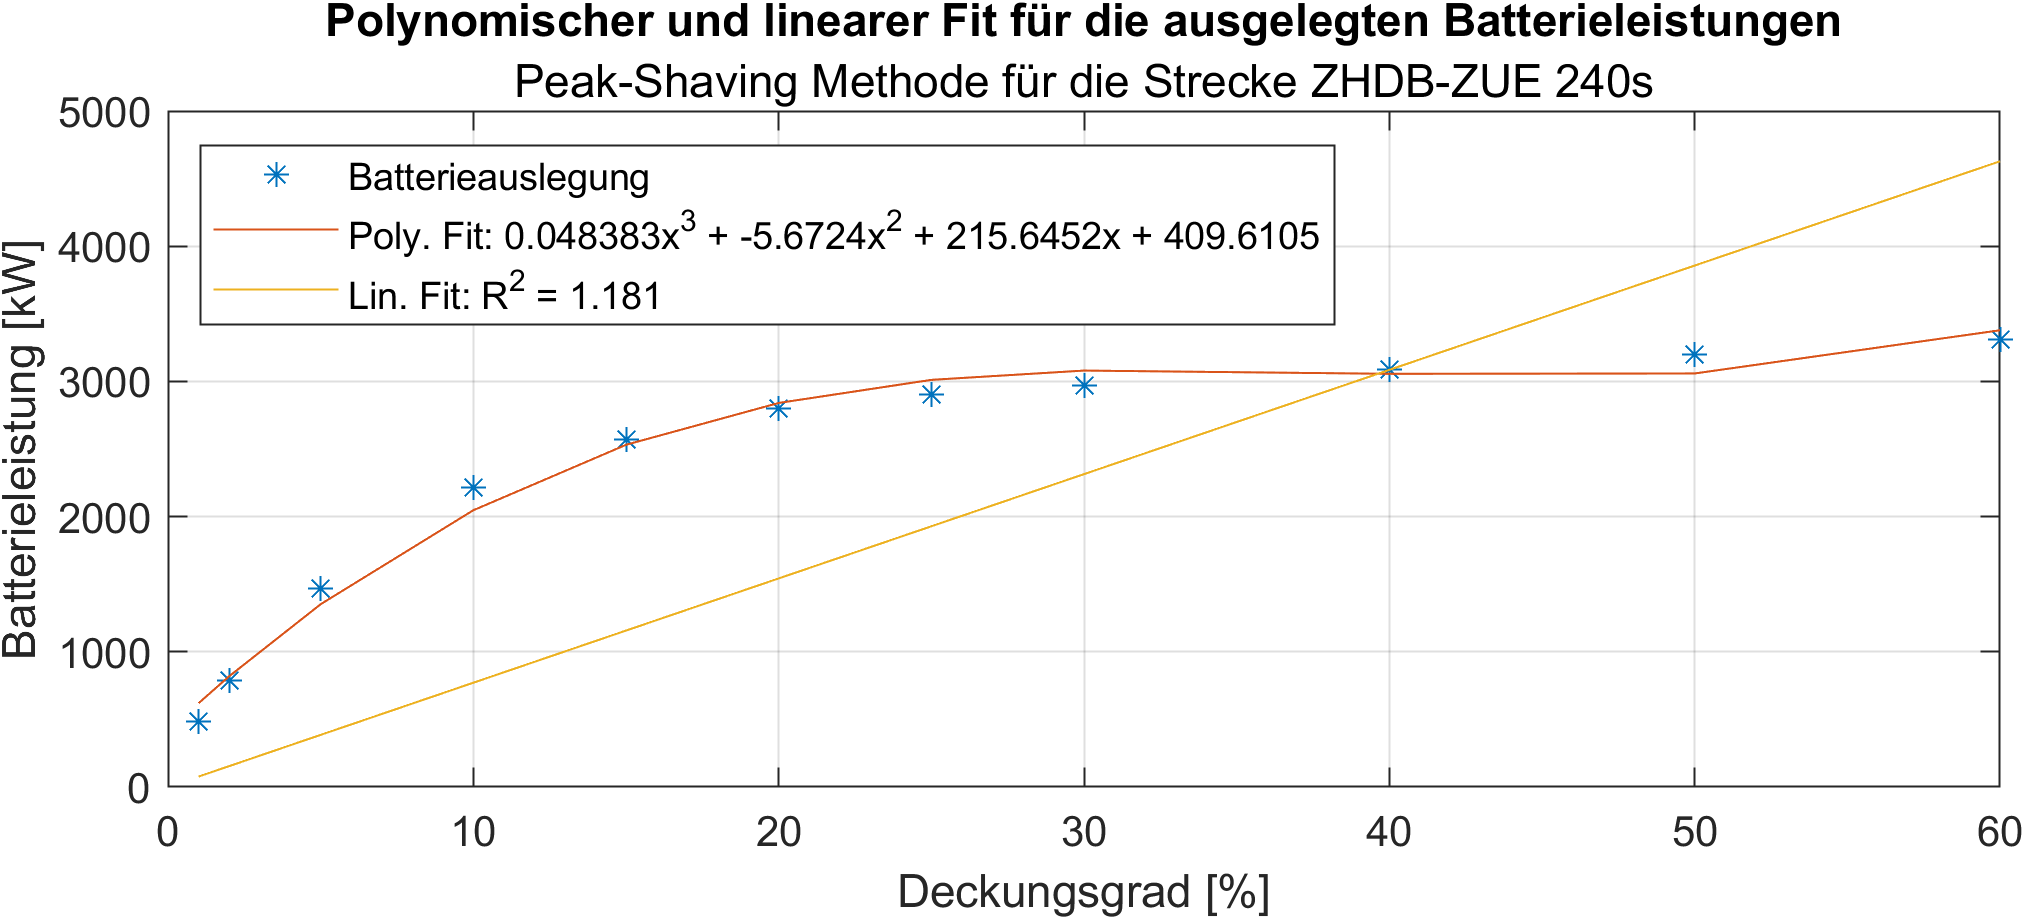 Polynomischer und linearer Fit für die ausgelegten Batterieleistungen
Peak-Shaving Methode für die Strecke ZHDB-ZUE 240s
5000
4000
3000
2000
1000
0
Batterieleistung [kW]
Batterieauslegung
Poly. Fit: 0.048383x³ + -5.6724x² + 215.6452x + 409.6105
Lin. Fit: R² = 1.181
0 10 20 30 40 50 60
Deckungsgrad [%]